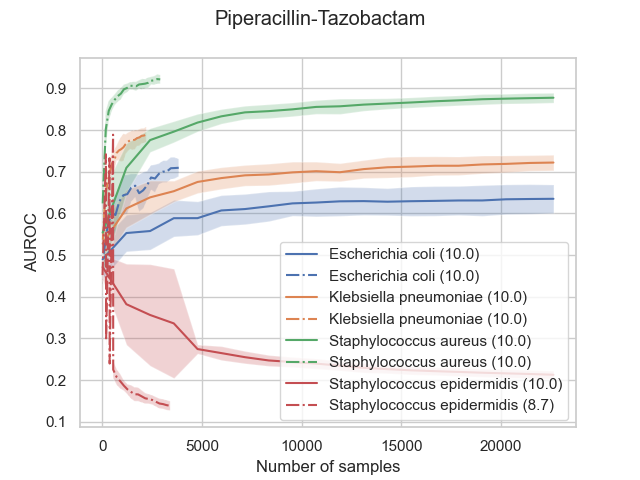 Piperacillin-Tazobactam
AUROC
0.9
0.8
0.7
0.6
0.5
0.4
0.3
0.2
0.1
Escherichia coli (10.0)
Escherichia coli (10.0)
Klebsiella pneumoniae (10.0)
Klebsiella pneumoniae (10.0)
Staphylococcus aureus (10.0)
Staphylococcus aureus (10.0)
Staphylococcus epidermidis (10.0)
Staphylococcus epidermidis (8.7)
0 5000 10000 15000 20000
Number of samples